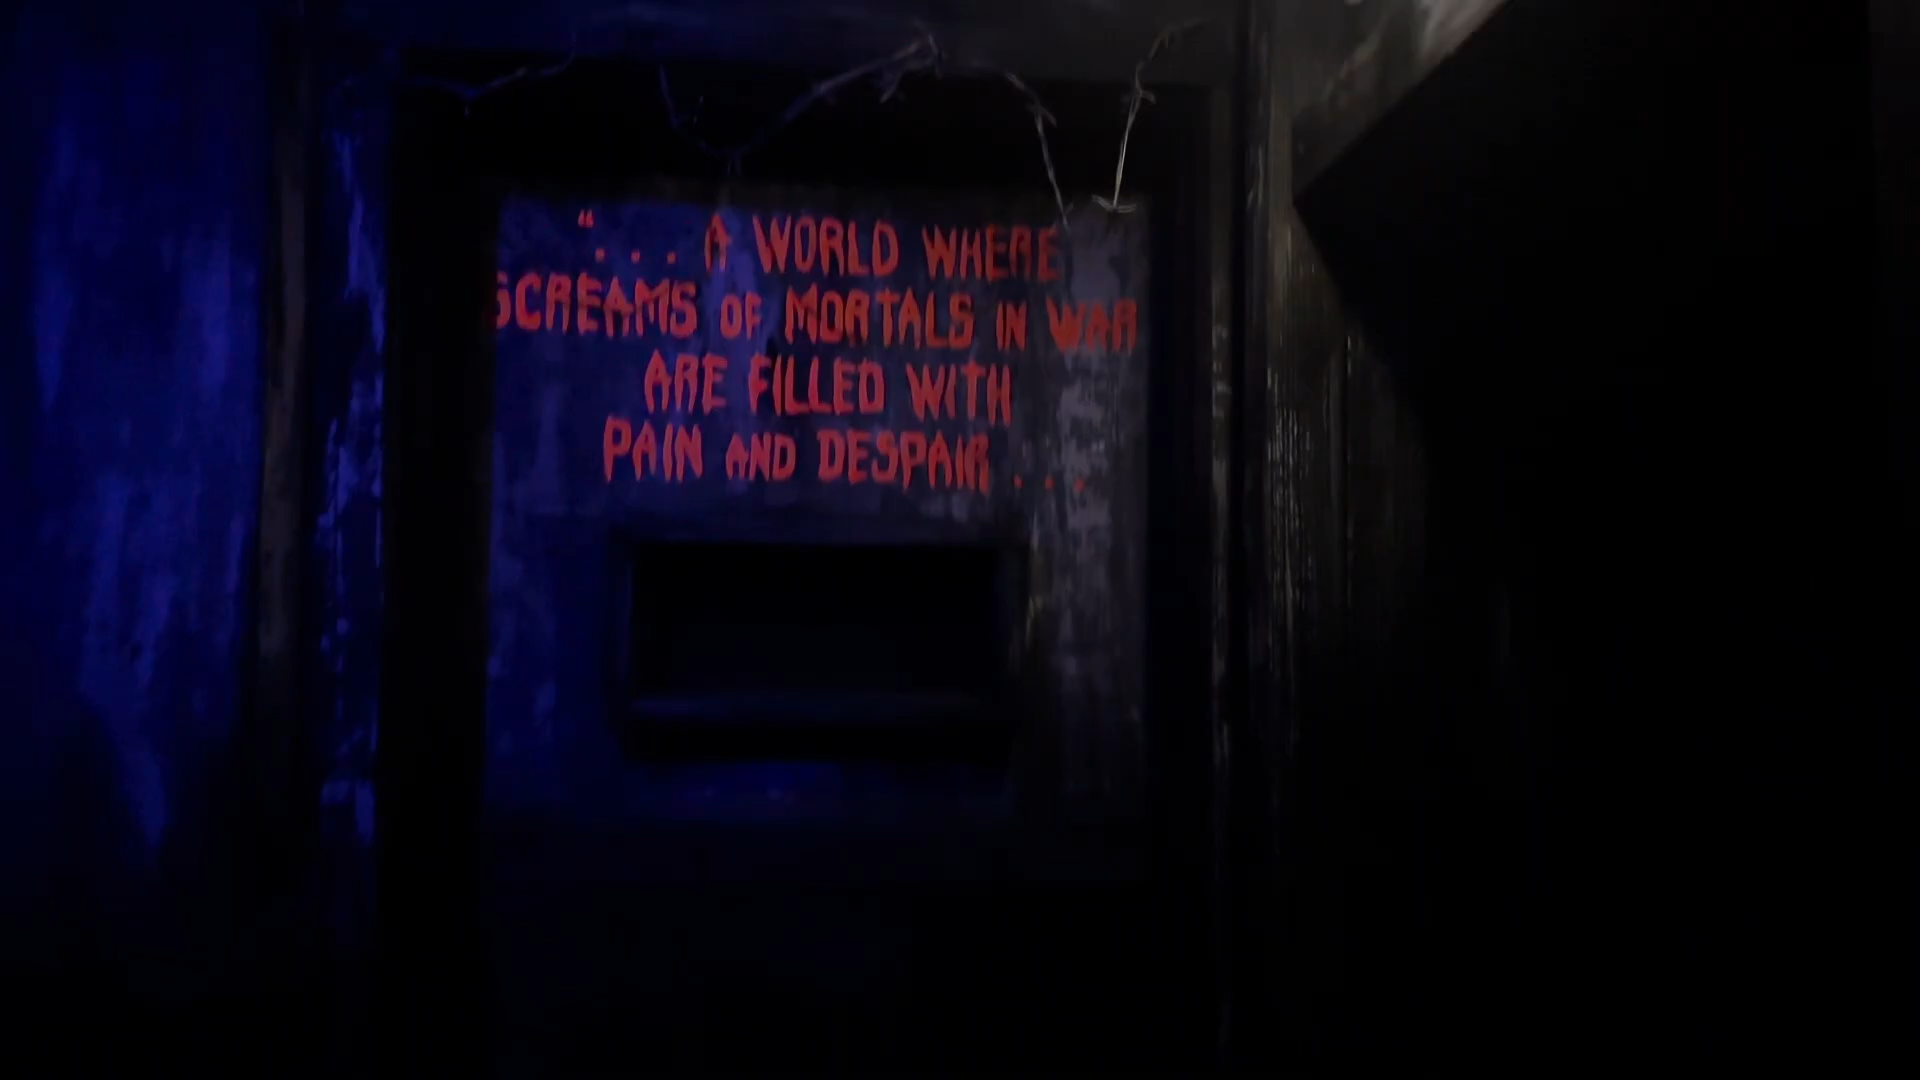 “. . . A WORLD WHERE
SCREAMS OF MORTALS IN WAR
ARE FILLED WITH
PAIN AND DESPAIR . . .